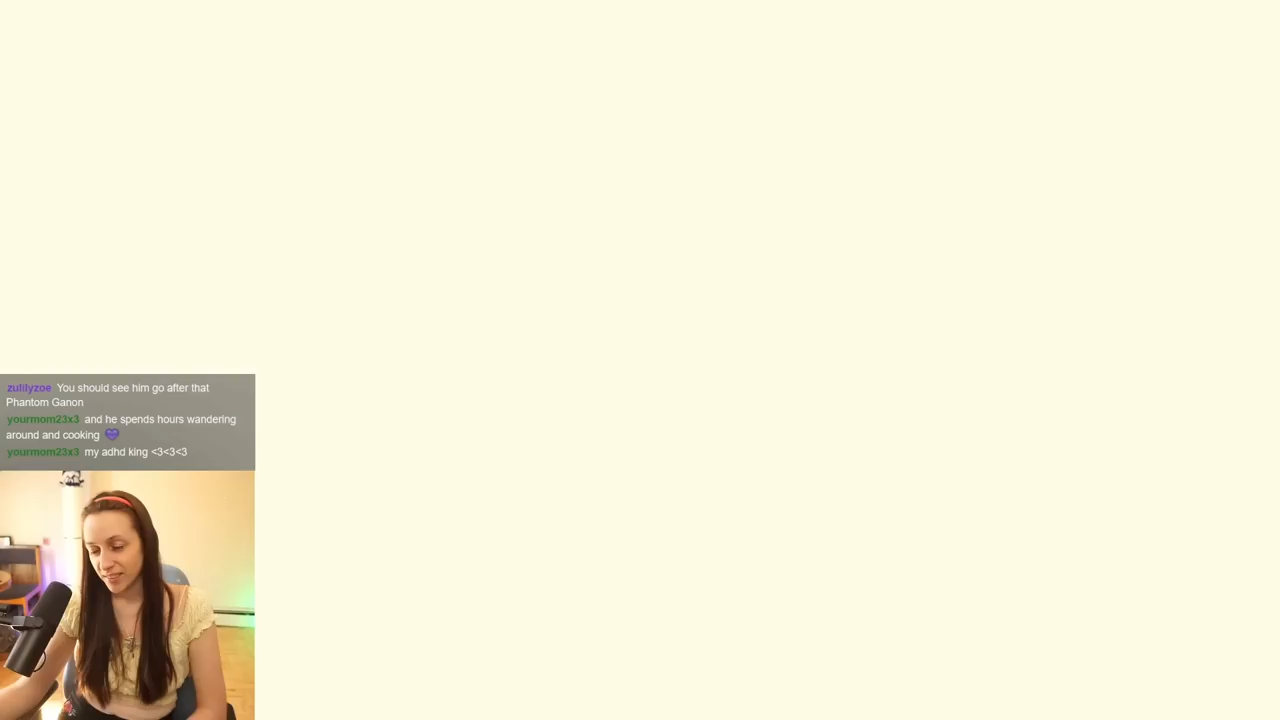 zulilyzoe You should see him go after that
Phantom Ganon
yourmom23x3 and he spends hours wandering
around and cooking 💜
yourmom23x3 my adhd king <3<3<3